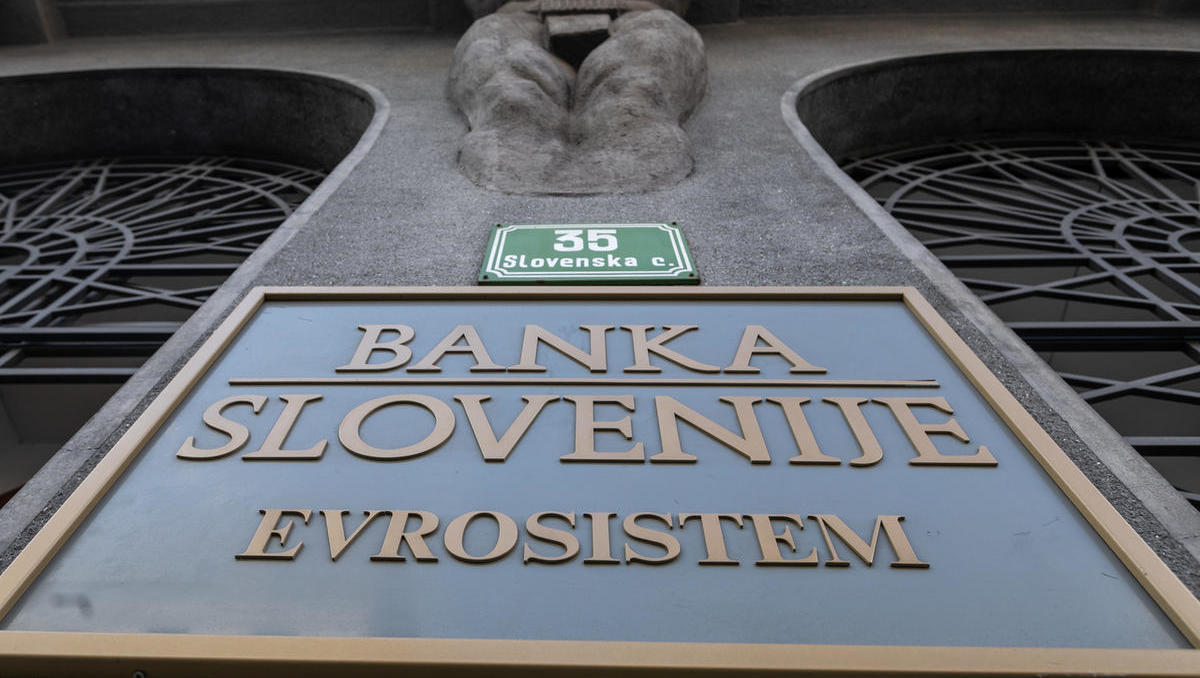 35
Slovenska c.
BANKA
SLOVENIJE
EVROSISTEM